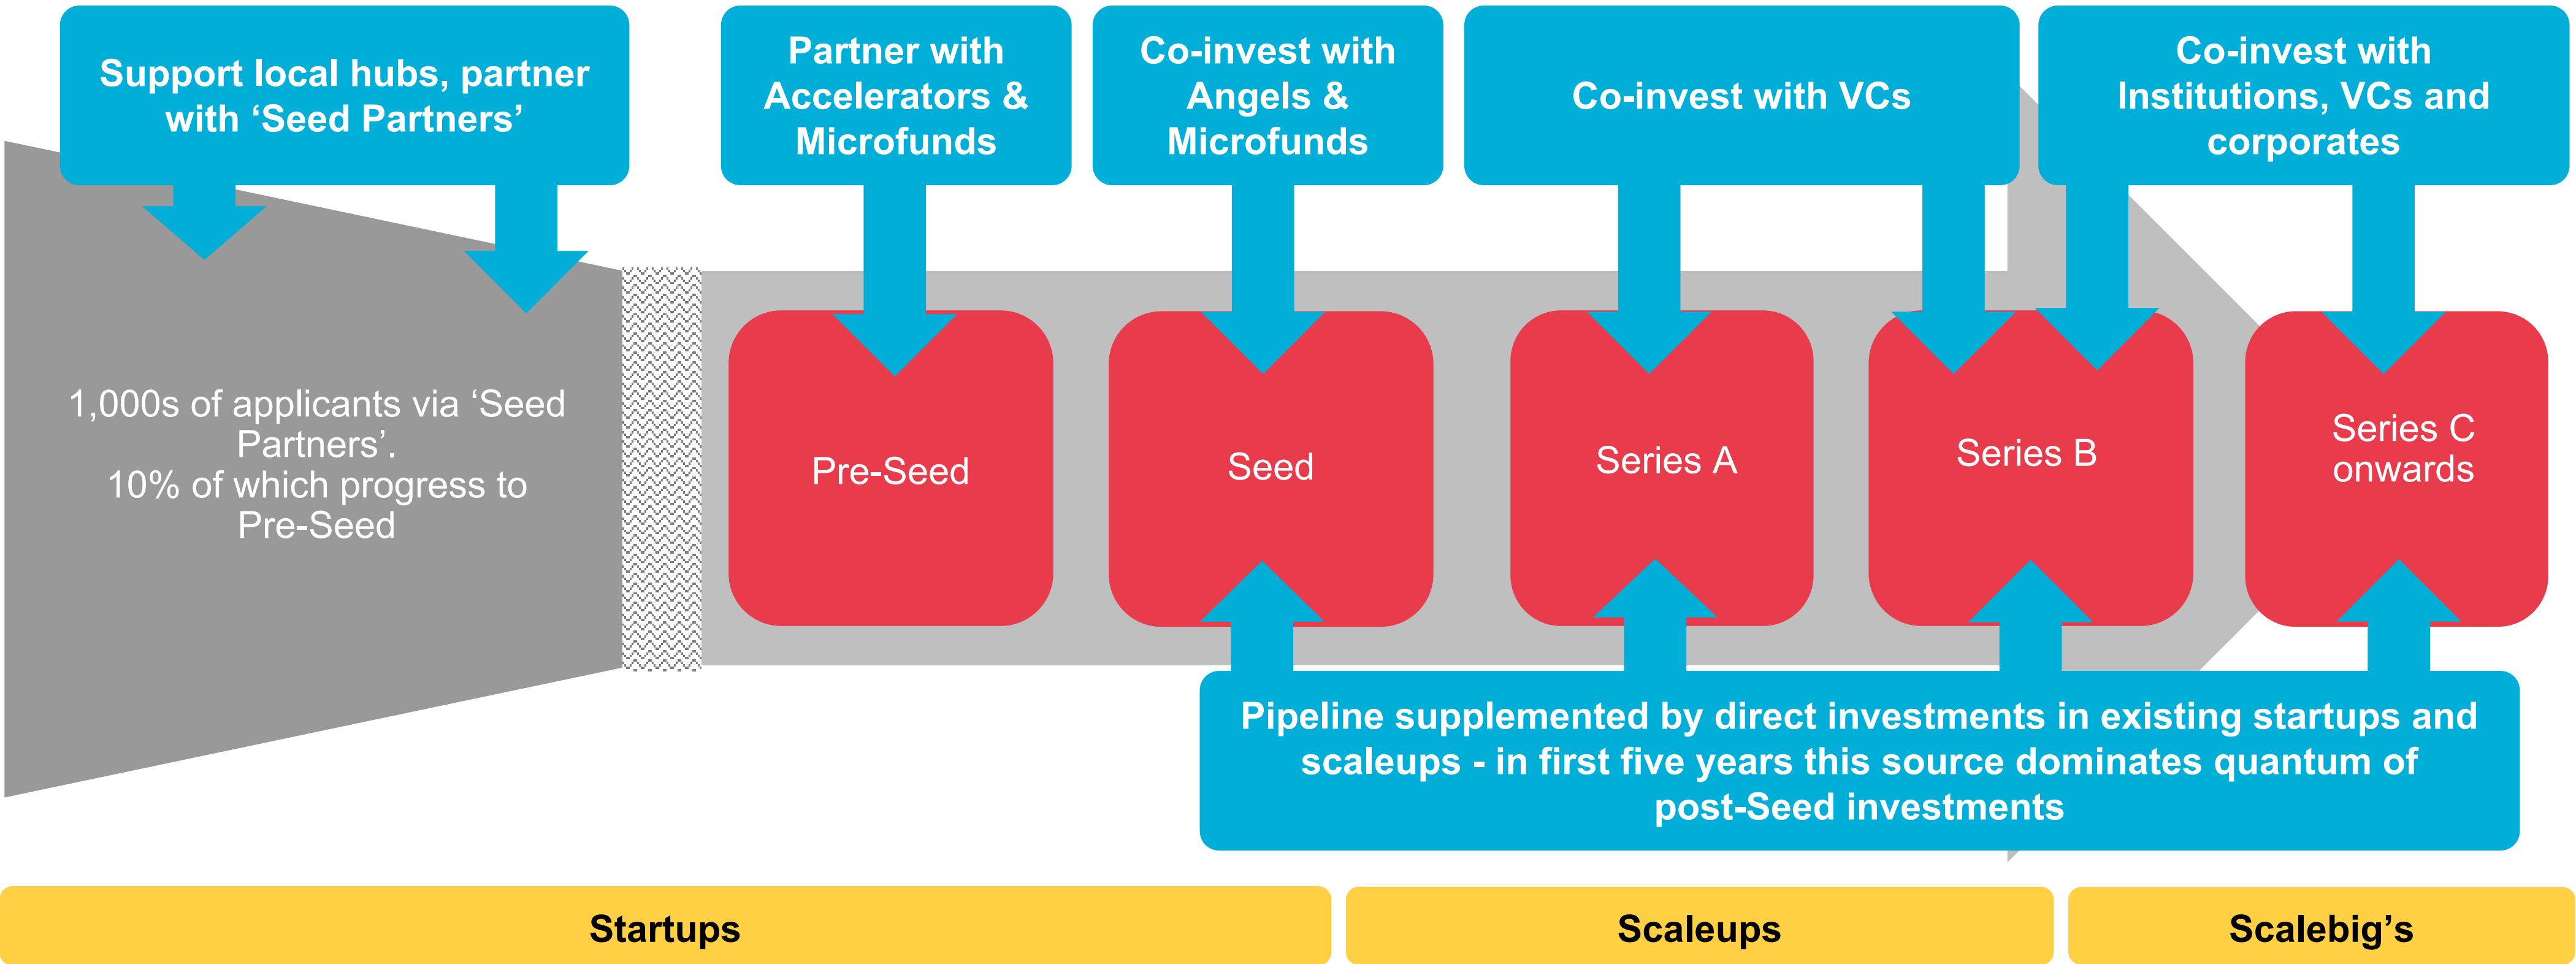 Support local hubs, partner
with ‘Seed Partners’
Partner with
Accelerators &
Microfunds
Co-invest with
Angels &
Microfunds
Co-invest with VCs
Co-invest with
Institutions, VCs and
corporates
1,000s of applicants via ‘Seed
Partners’.
10% of which progress to
Pre-Seed
Pre-Seed
Seed
Series A
Series B
Series C
onwards
Pipeline supplemented by direct investments in existing startups and
scaleups - in first five years this source dominates quantum of
post-Seed investments
Startups
Scaleups
Scalebig’s